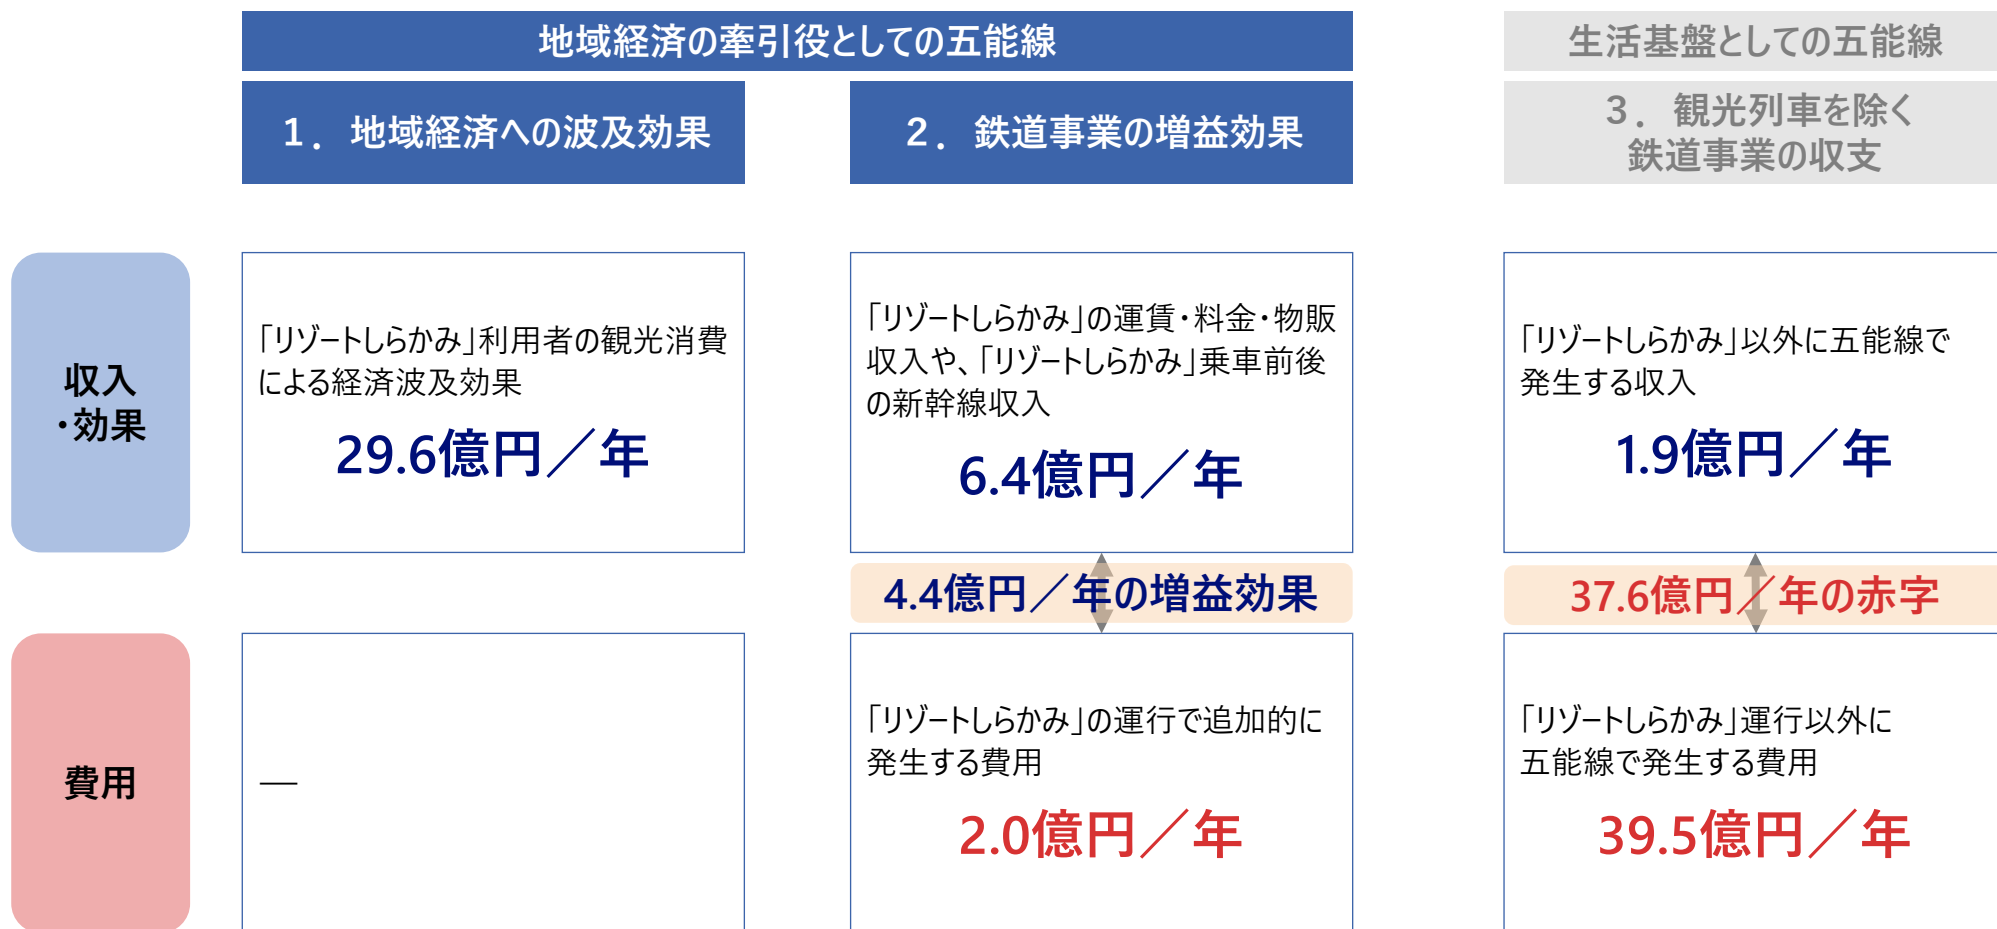 地域経済の牽引役としての五能線
生活基盤としての五能線
１．地域経済への波及効果
２．鉄道事業の増益効果
３．観光列車を除く
鉄道事業の収支
収入
・効果
「リゾートしらかみ」利用者の観光消費
による経済波及効果
29.6億円／年
「リゾートしらかみ」の運賃・料金・物販
収入や、「リゾートしらかみ」乗車前後
の新幹線収入
6.4億円／年
「リゾートしらかみ」以外に五能線で
発生する収入
1.9億円／年
4.4億円／年の増益効果
37.6億円／年の赤字
費用
―
「リゾートしらかみ」の運行で追加的に
発生する費用
2.0億円／年
「リゾートしらかみ」運行以外に
五能線で発生する費用
39.5億円／年